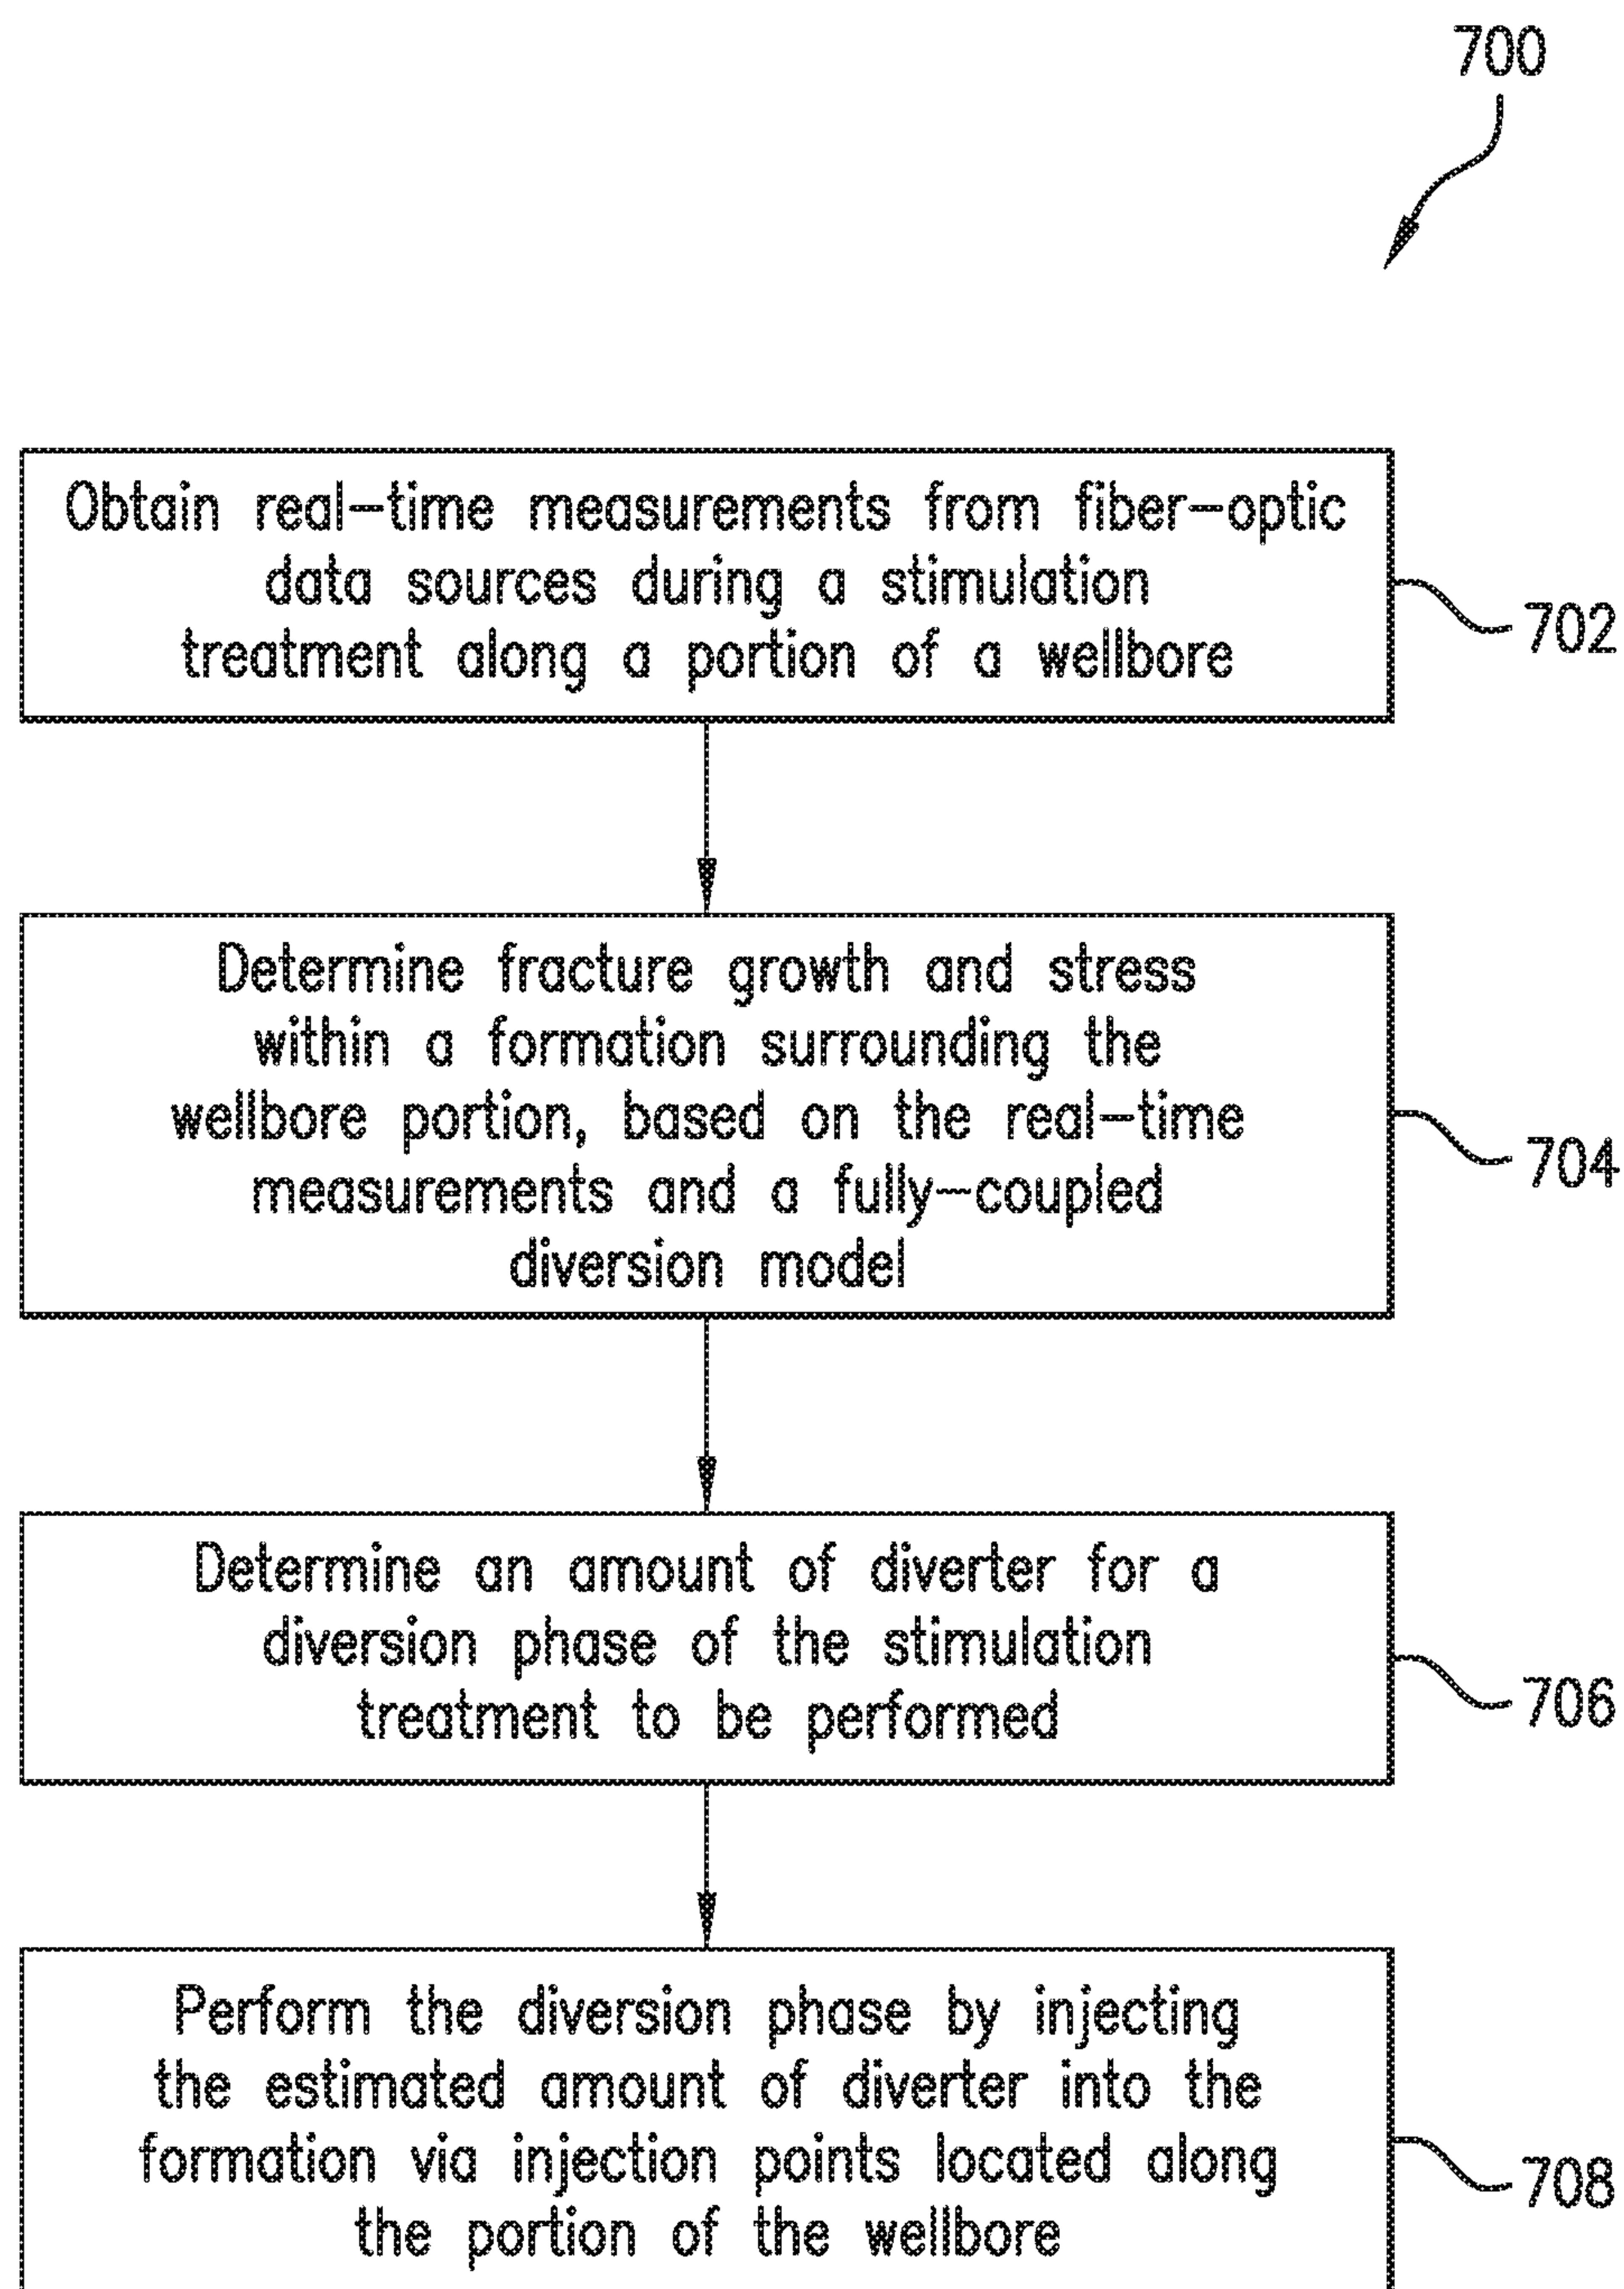 700
Obtain real-time measurements from fiber-optic
data sources during a stimulation
treatment along a portion of a wellbore
702
Determine fracture growth and stress
within a formation surrounding the
wellbore portion, based on the real-time
measurements and a fully-coupled
diversion model
704
Determine an amount of diverter for a
diversion phase of the stimulation
treatment to be performed
706
Perform the diversion phase by injecting
the estimated amount of diverter into the
formation via injection points located along
the portion of the wellbore
708